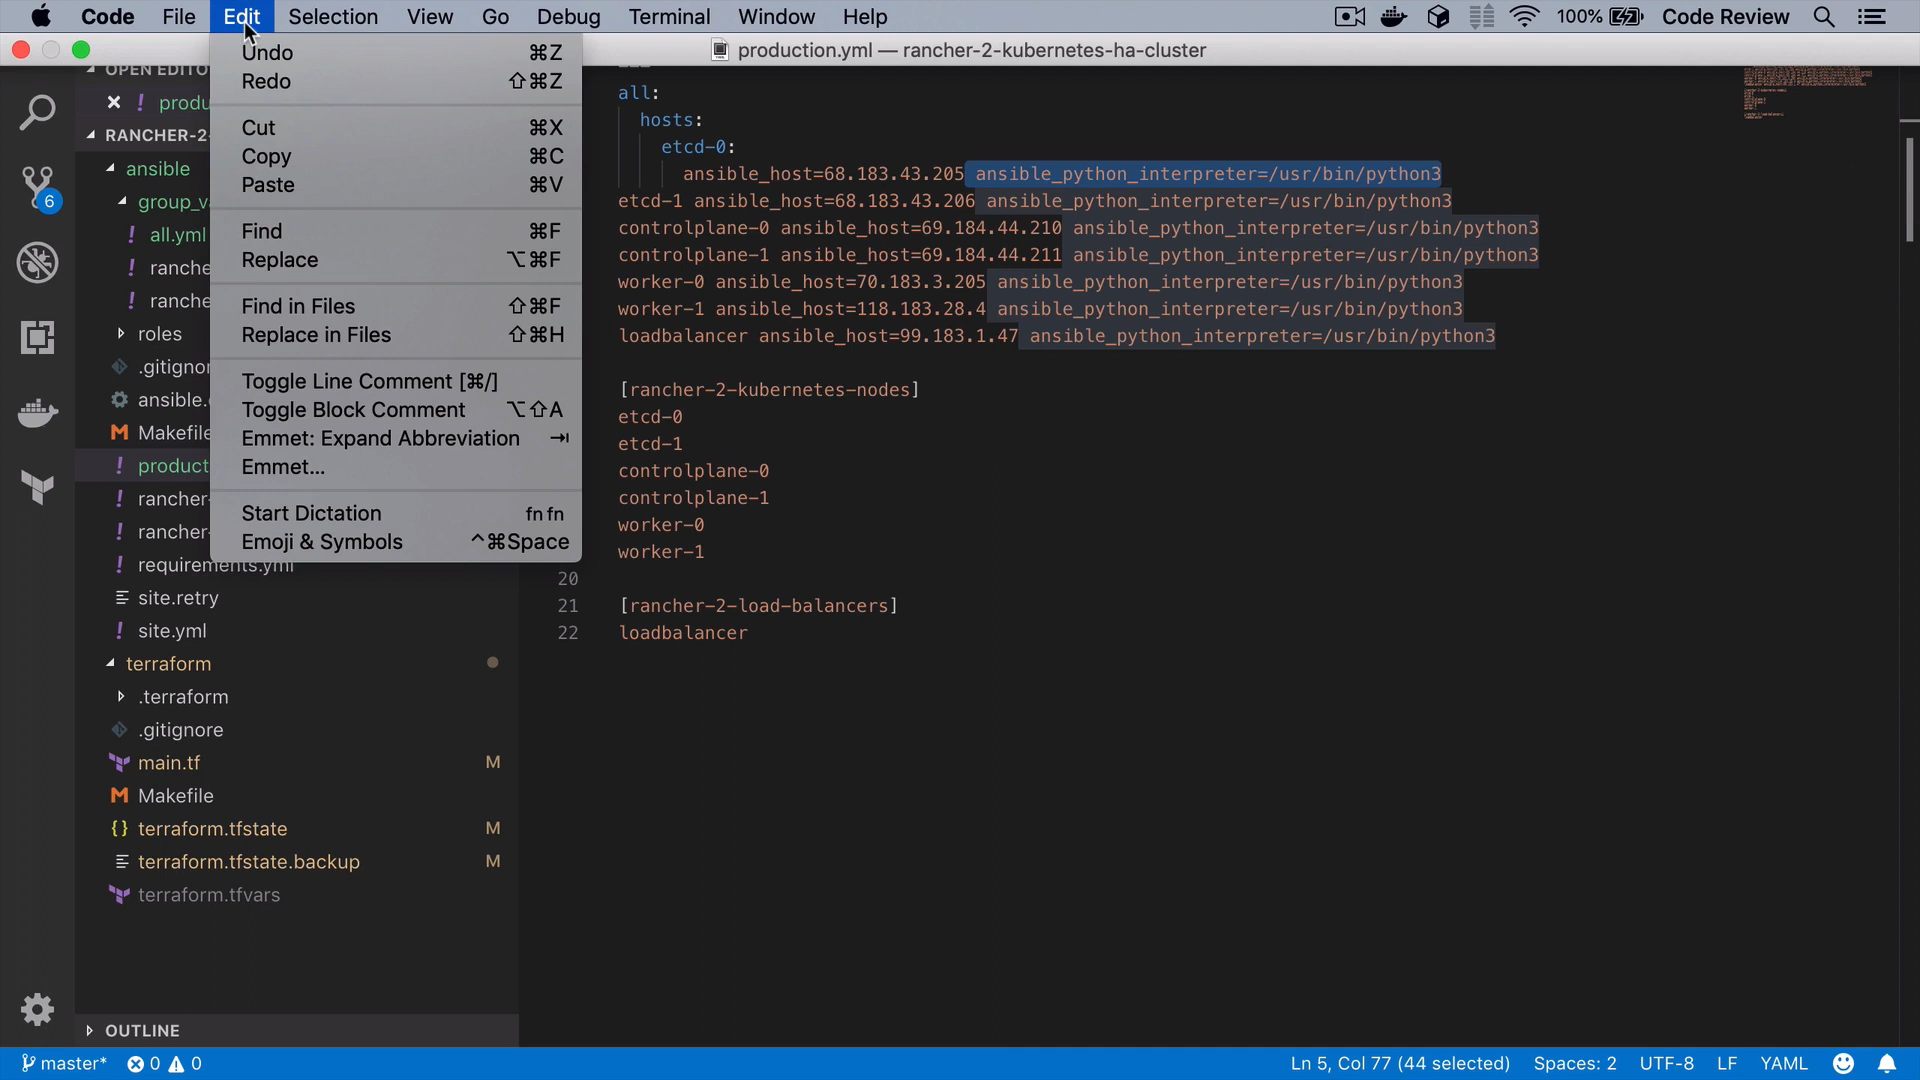 Code File Edit Selection View Go Debug Terminal Window Help 100% Code Review
production.yml — rancher-2-kubernetes-ha-cluster
Undo ⌘Z
Redo ⇧⌘Z
Cut ⌘X
Copy ⌘C
Paste ⌘V
Find ⌘F
Replace ⌥⌘F
Find in Files ⇧⌘F
Replace in Files ⇧⌘H
Toggle Line Comment [⌘/]
Toggle Block Comment ⌥⇧A
Emmet: Expand Abbreviation ⇥
Emmet...
Start Dictation fn fn
Emoji & Symbols ^⌘Space
OPEN EDITO
! produ
RANCHER-2-
ansible
group_v
! all.yml
! ranche
! ranche
roles
.gitignor
ansible.
M Makefile
! product
! rancher-
! rancher-
! requirements.yml
site.retry
! site.yml
terraform
.terraform
.gitignore
main.tf M
M Makefile
{} terraform.tfstate M
terraform.tfstate.backup M
terraform.tfvars
OUTLINE
6
---
all:
hosts:
etcd-0:
ansible_host=68.183.43.205 ansible_python_interpreter=/usr/bin/python3
etcd-1 ansible_host=68.183.43.206 ansible_python_interpreter=/usr/bin/python3
controlplane-0 ansible_host=69.184.44.210 ansible_python_interpreter=/usr/bin/python3
controlplane-1 ansible_host=69.184.44.211 ansible_python_interpreter=/usr/bin/python3
worker-0 ansible_host=70.183.3.205 ansible_python_interpreter=/usr/bin/python3
worker-1 ansible_host=118.183.28.4 ansible_python_interpreter=/usr/bin/python3
loadbalancer ansible_host=99.183.1.47 ansible_python_interpreter=/usr/bin/python3
[rancher-2-kubernetes-nodes]
etcd-0
etcd-1
controlplane-0
controlplane-1
worker-0
worker-1
20
21 [rancher-2-load-balancers]
22 loadbalancer
master* 0 0 Ln 5, Col 77 (44 selected) Spaces: 2 UTF-8 LF YAML